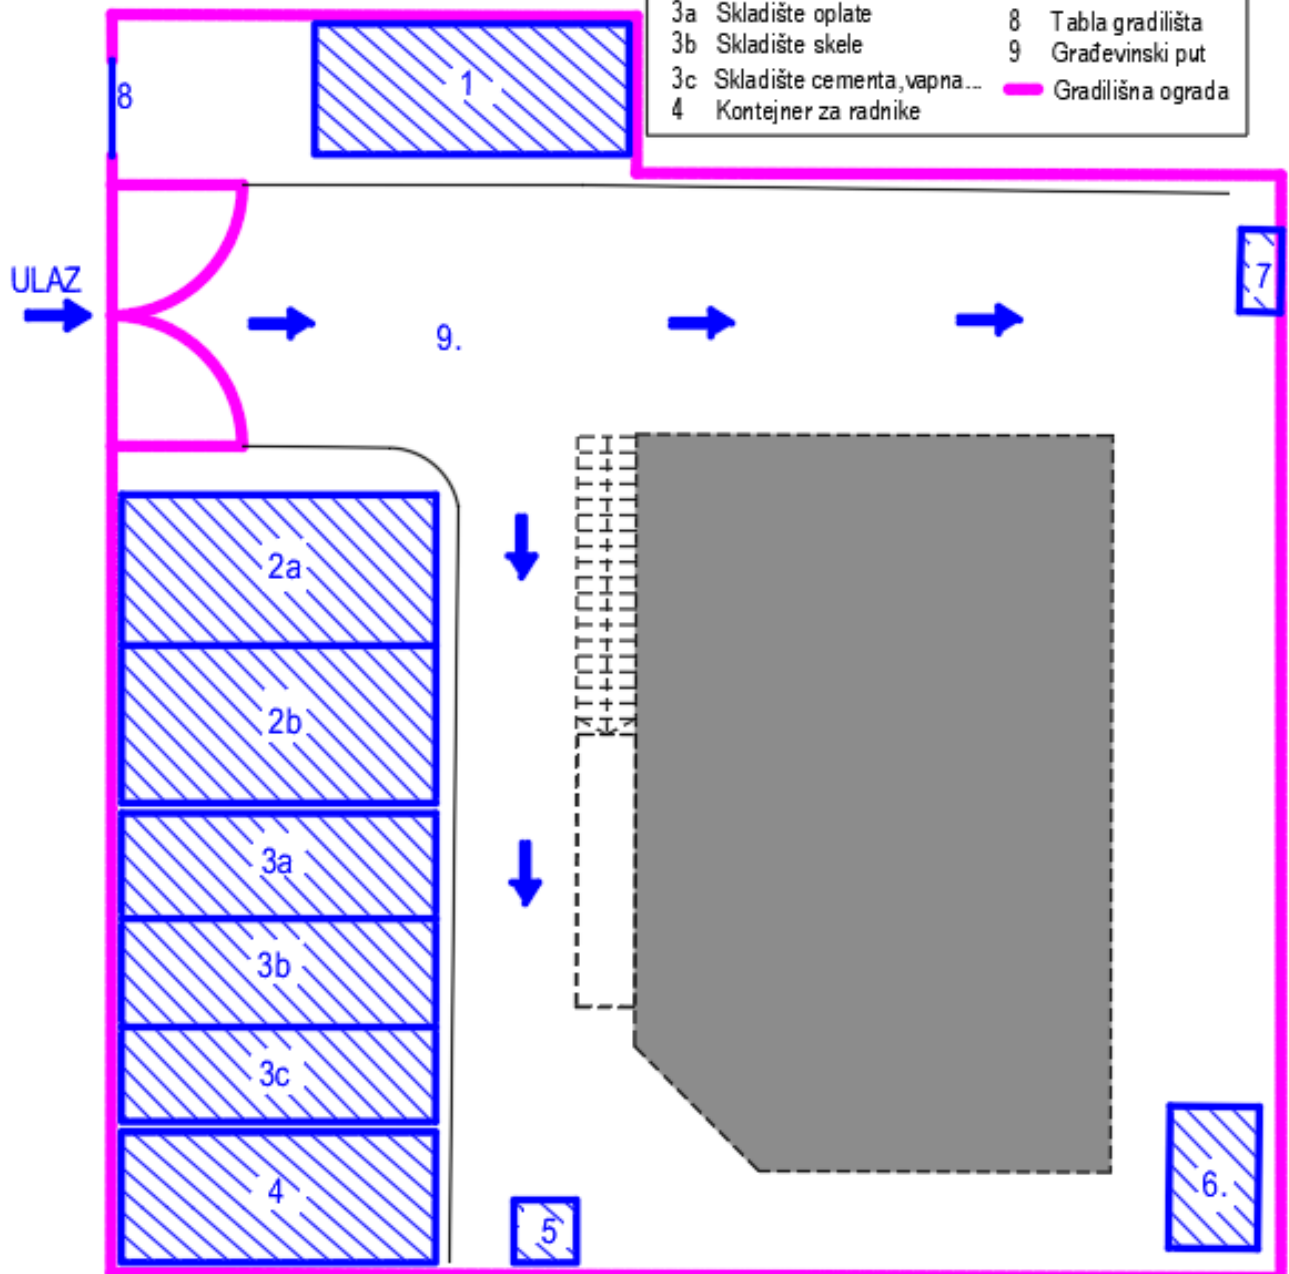 3a Skladište oplate
3b Skladište skele
3c Skladište cementa,vapna...
4 Kontejner za radnike
8 Tabla gradilišta
9 Građevinski put
Gradilišna ograda
1
8
ULAZ
7
9.
2a
2b
3a
3b
3c
4
5
6.